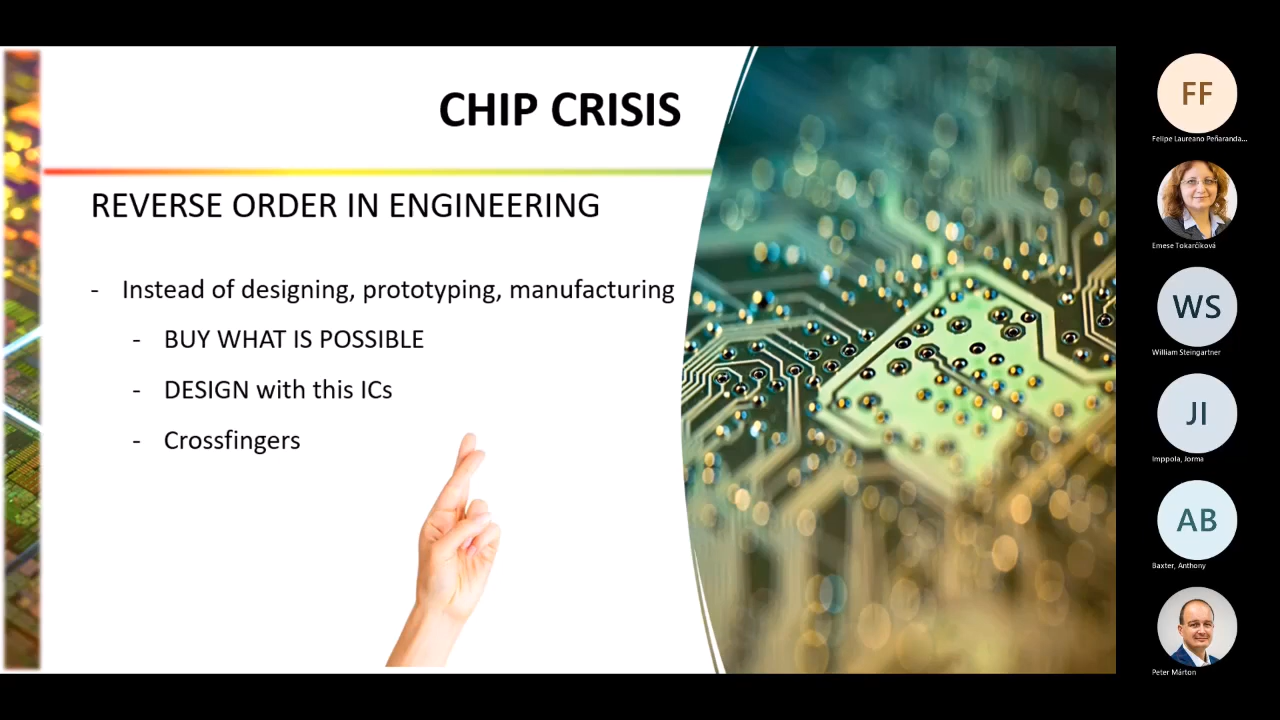 CHIP CRISIS
REVERSE ORDER IN ENGINEERING
- Instead of designing, prototyping, manufacturing
- BUY WHAT IS POSSIBLE
- DESIGN with this ICs
- Crossfingers
FF
Felipe Laureano Peñaranda...
Emese Tokarčíková
WS
William Steingartner
JI
Imppola, Jorma
AB
Baxter, Anthony
Peter Márton